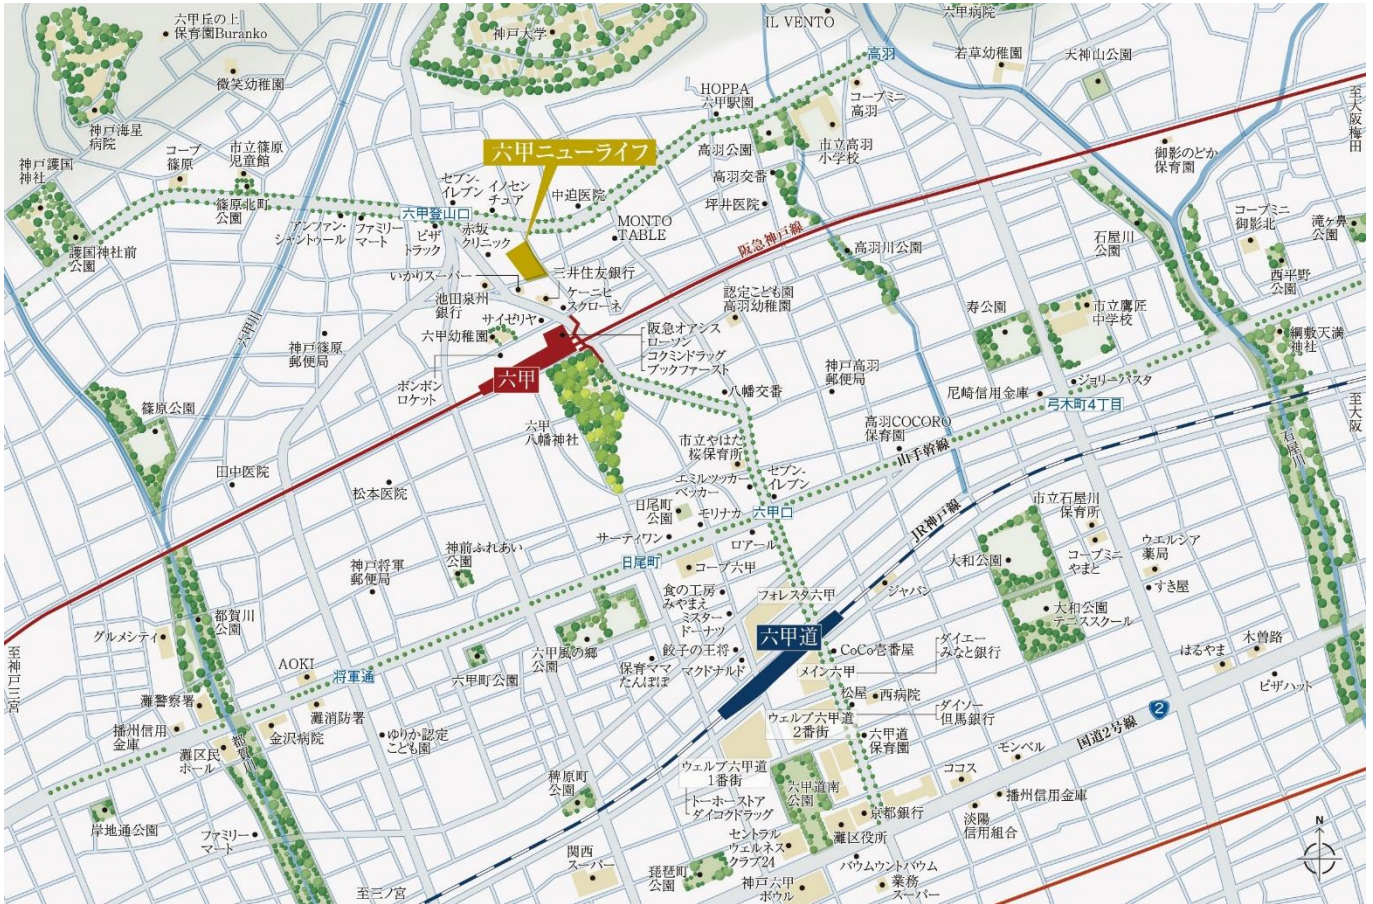 六甲丘の上
保育園Buranko
微笑幼稚園
神戸大学
IL VENTO
六甲病院
高羽
若草幼稚園
天神山公園
至大阪梅田
神戸海星
病院
HOPPA
六甲駅園
コープミニ
高羽
高羽公園
市立高羽
小学校
御影のどか
保育園
神戸護国
神社
コープ
篠原
市立篠原
児童館
六甲ニューライフ
高羽交番
坪井医院
セブン-
イレブン
イノセン
チュア
中迫医院
篠原北町
公園
アンファン・
シャントゥール
ファミリー
マート
六甲登山口
ビザ
トラック
赤坂
クリニック
MONTO
TABLE
阪急神戸線
高羽川公園
石屋川
公園
コープミニ
御影北
滝ヶ鼻
公園
護国神社前
公園
いかりスーパー
三井住友銀行
西平野
公園
池田泉州
銀行
ケーニヒ
スクローネ
認定こども園
高羽幼稚園
寿公園
市立鷹匠
中学校
サイゼリヤ
六甲幼稚園
六甲川
神戸篠原
郵便局
阪急オアシス
ローソン
コクミンドラッグ
ブックファースト
綱敷天満
神社
六甲
ボンボン
ロケット
八幡交番
神戸高羽
郵便局
尼崎信用金庫
ジョリーパスタ
弓木町4丁目
至大阪
篠原公園
六甲
八幡神社
高羽COCORO
保育園
山手幹線
石屋川
市立やはた
桜保育所
田中医院
松本医院
エミルツッカー
ベッカー
セブン-
イレブン
日尾町
公園
モリナカ
六甲口
JR神戸線
市立石屋川
保育所
サーティワン
ロアール
神前ふれあい
公園
日尾町
コープ六甲
大和公園
コープミニ
やまと
ウエルシア
薬局
神戸将軍
郵便局
すき屋
食の工房
みやまえ
フォレスタ六甲
ジャパン
ミスター
ドーナツ
大和公園
テニススクール
都賀川
公園
グルメシティ
六甲道
至神戸三宮
六甲風の郷
公園
餃子の王将
CoCo壱番屋
ダイエー
みなと銀行
木曽路
はるやま
AOKI
将軍通
六甲町公園
保育ママ
たんぽぽ
マクドナルド
メイン六甲
ピザハット
灘警察署
松屋
西病院
ダイソー
但馬銀行
2
国道2号線
灘消防署
播州信用
金庫
金沢病院
ゆりか認定
こども園
ウェルブ六甲道
2番街
六甲道
保育園
都賀川
灘区民
ホール
モンベル
ウェルブ六甲道
1番街
ココス
稗原町
公園
六甲道南
公園
播州信用金庫
トーホーストア
ダイコクドラッグ
京都銀行
淡陽
信用組合
岸地通公園
ファミリー
マート
セントラル
ウェルネス
クラブ24
灘区役所
関西
スーパー
バウムウントバウム
琵琶町
公園
神戸六甲
ボウル
業務
スーパー
至三ノ宮
N